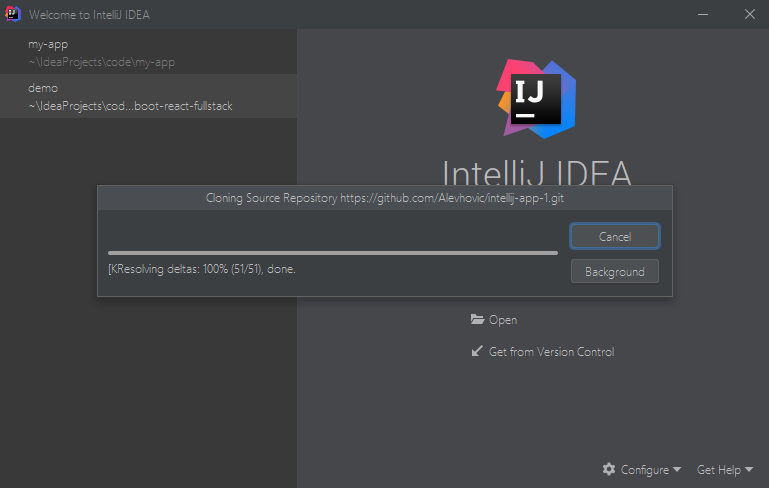 Welcome to IntelliJ IDEA
my-app
~\IdeaProjects\code\my-app
demo
~\IdeaProjects\cod...boot-react-fullstack
IJ
IntelliJ IDEA
Cloning Source Repository https://github.com/Alevhovic/intellij-app-1.git
Cancel
[KResolving deltas: 100% (51/51), done.
Background
Open
Get from Version Control
Configure
Get Help